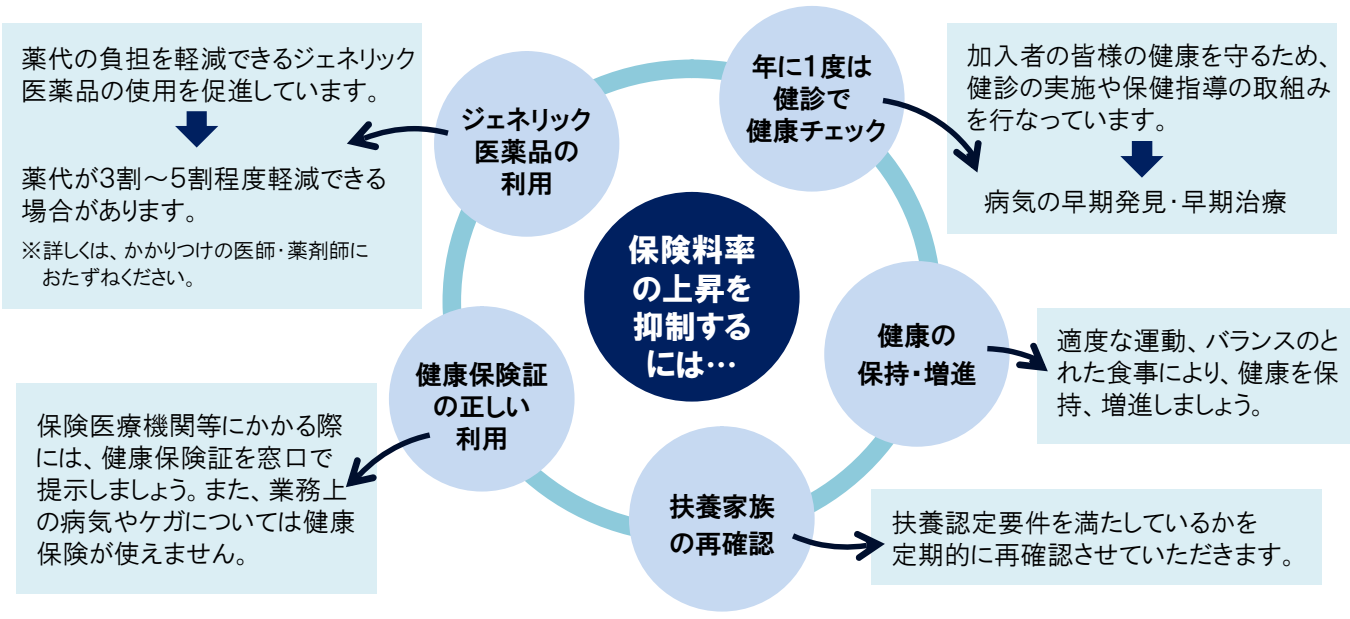 薬代の負担を軽減できるジェネリック
医薬品の使用を促進しています。
薬代が3割～5割程度軽減できる
場合があります。
※詳しくは、かかりつけの医師・薬剤師に
おたずねください。
ジェネリック
医薬品の
利用
年に1度は
健診で
健康チェック
加入者の皆様の健康を守るため、
健診の実施や保健指導の取組み
を行なっています。
病気の早期発見・早期治療
保険料率
の上昇を
抑制する
には…
健康の
保持・増進
適度な運動、バランスのと
れた食事により、健康を保
持、増進しましょう。
健康保険証
の正しい
利用
保険医療機関等にかかる際
には、健康保険証を窓口で
提示しましょう。また、業務上
の病気やケガについては健康
保険が使えません。
扶養家族
の再確認
扶養認定要件を満たしているかを
定期的に再確認させていただきます。